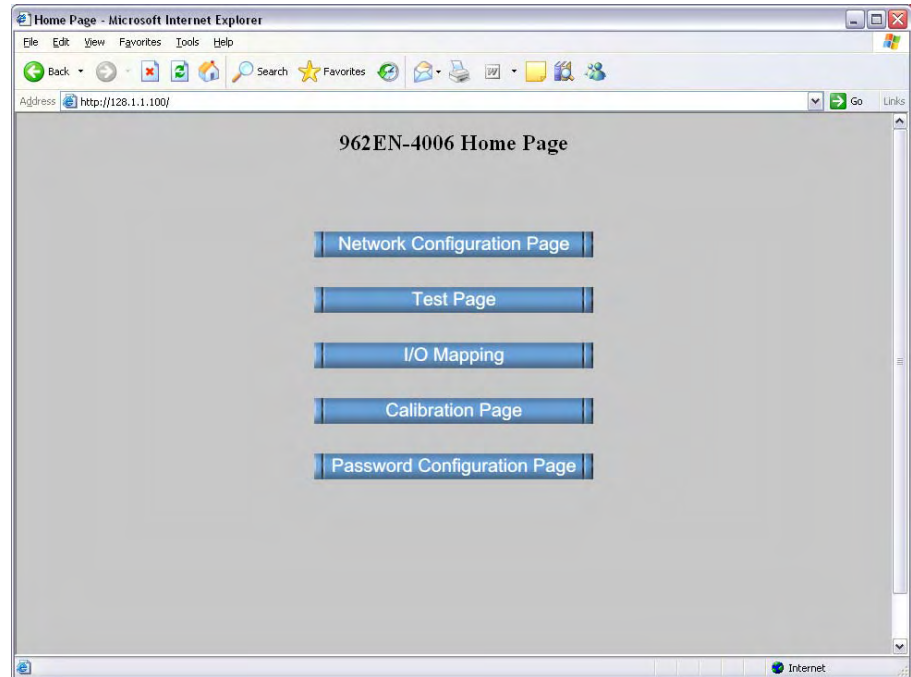 Home Page - Microsoft Internet Explorer
File Edit View Favorites Tools Help
Back Search Favorites
Address http://128.1.1.100/ Go Links
962EN-4006 Home Page
Network Configuration Page
Test Page
I/O Mapping
Calibration Page
Password Configuration Page
Internet